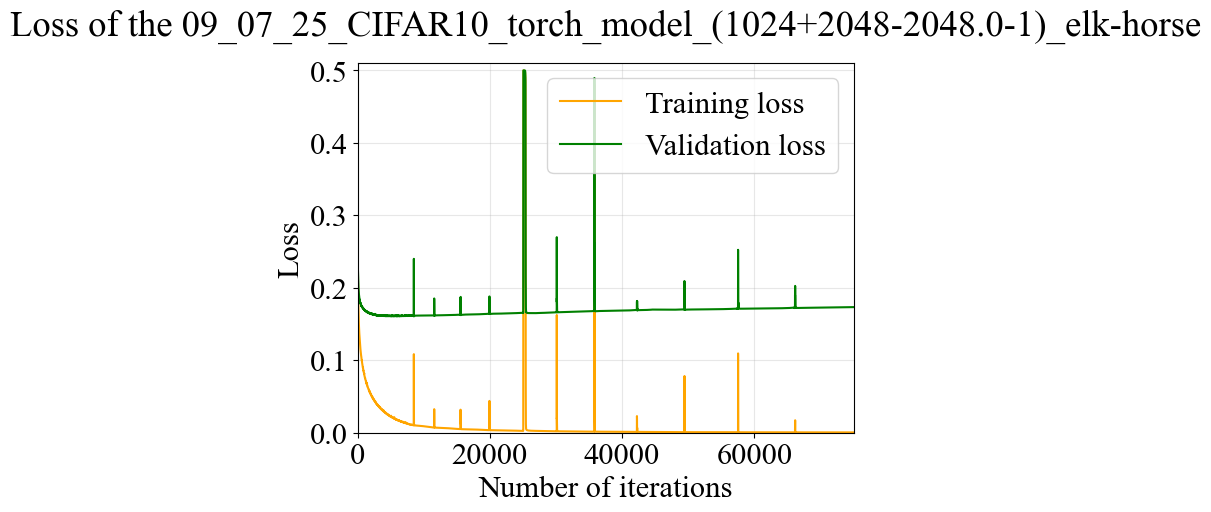 Loss of the 09_07_25_CIFAR10_torch_model_(1024+2048-2048.0-1)_elk-horse
0.5
0.4
0.3
0.2
0.1
0.0
Loss
Training loss
Validation loss
0
20000
40000
60000
Number of iterations